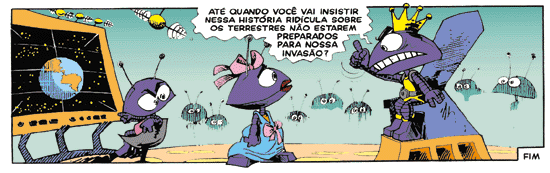 ATÉ QUANDO VOCÊ VAI INSISTIR
NESSA HISTÓRIA RIDÍCULA SOBRE
OS TERRESTRES NÃO ESTAREM
PREPARADOS
PARA NOSSA
INVASÃO?
FIM